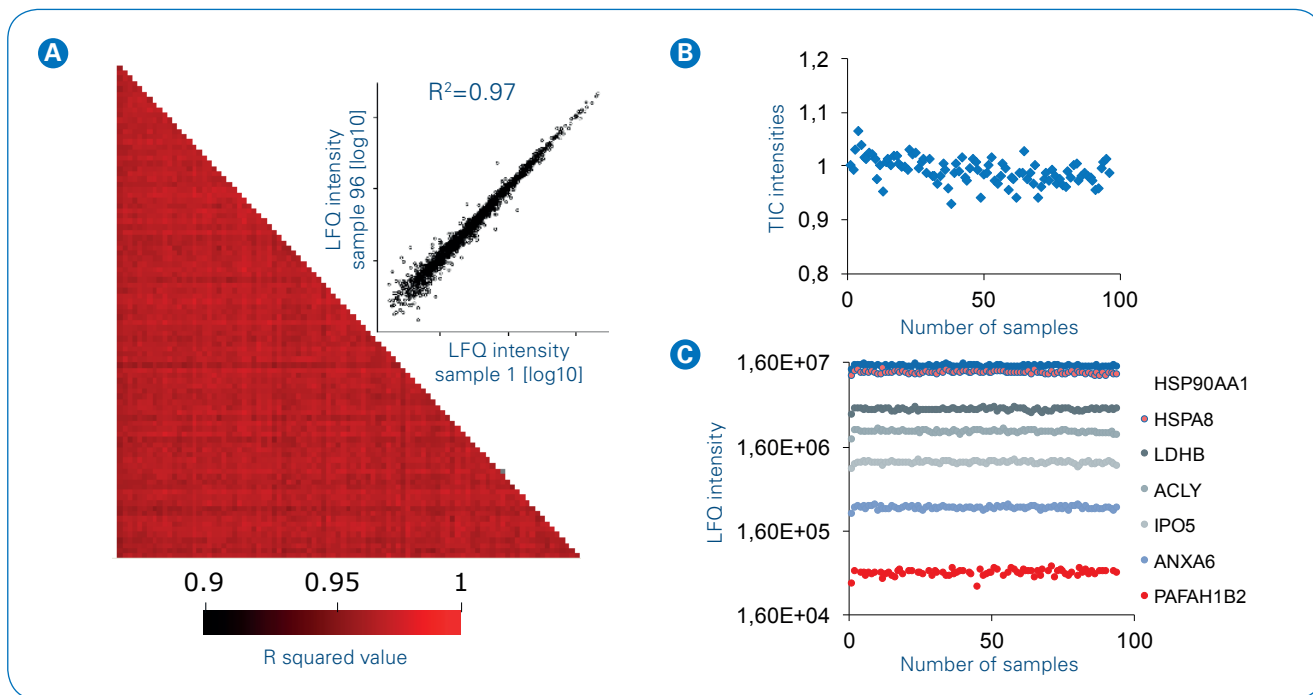 A
R²=0.97
LFQ intensity
sample 96 [log10]
LFQ intensity
sample 1 [log10]
0.9 0.95 1
R squared value
B
1,2
1,1
1
0,9
0,8
TIC intensities
0 50 100
Number of samples
C
1,60E+07
1,60E+06
1,60E+05
1,60E+04
LFQ intensity
0 50 100
Number of samples
HSP90AA1
HSPA8
LDHB
ACLY
IPO5
ANXA6
PAFAH1B2